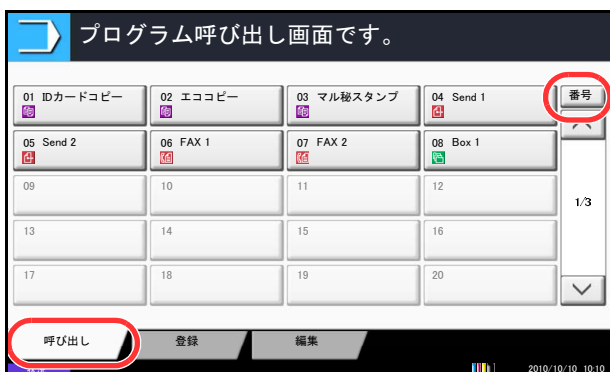 プログラム呼び出し画面です。
01 IDカードコピー
02 エココピー
03 マル秘スタンプ
04 Send 1
番号
05 Send 2
06 FAX 1
07 FAX 2
08 Box 1
09
10
11
12
1/3
13
14
15
16
17
18
19
20
呼び出し
登録
編集
2010/10/10 10:10